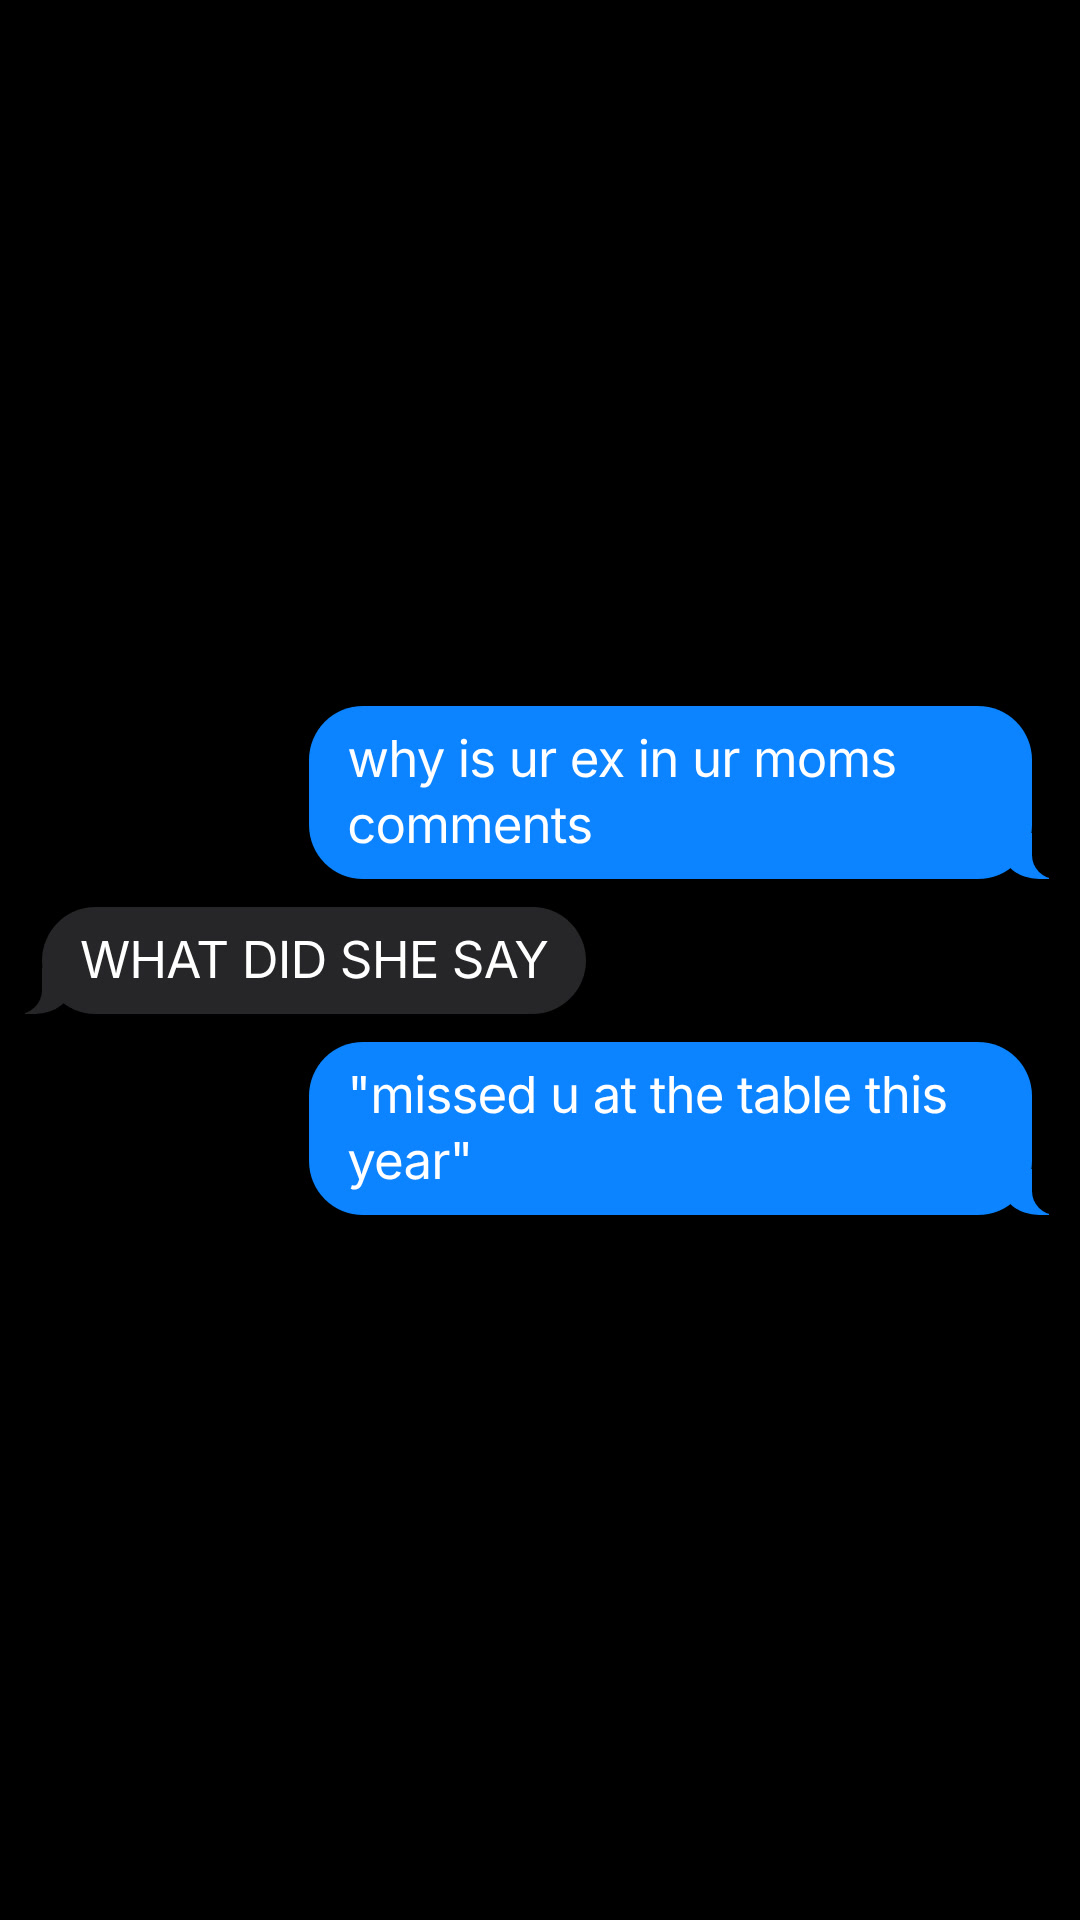 why is ur ex in ur moms
comments
WHAT DID SHE SAY
"missed u at the table this
year"